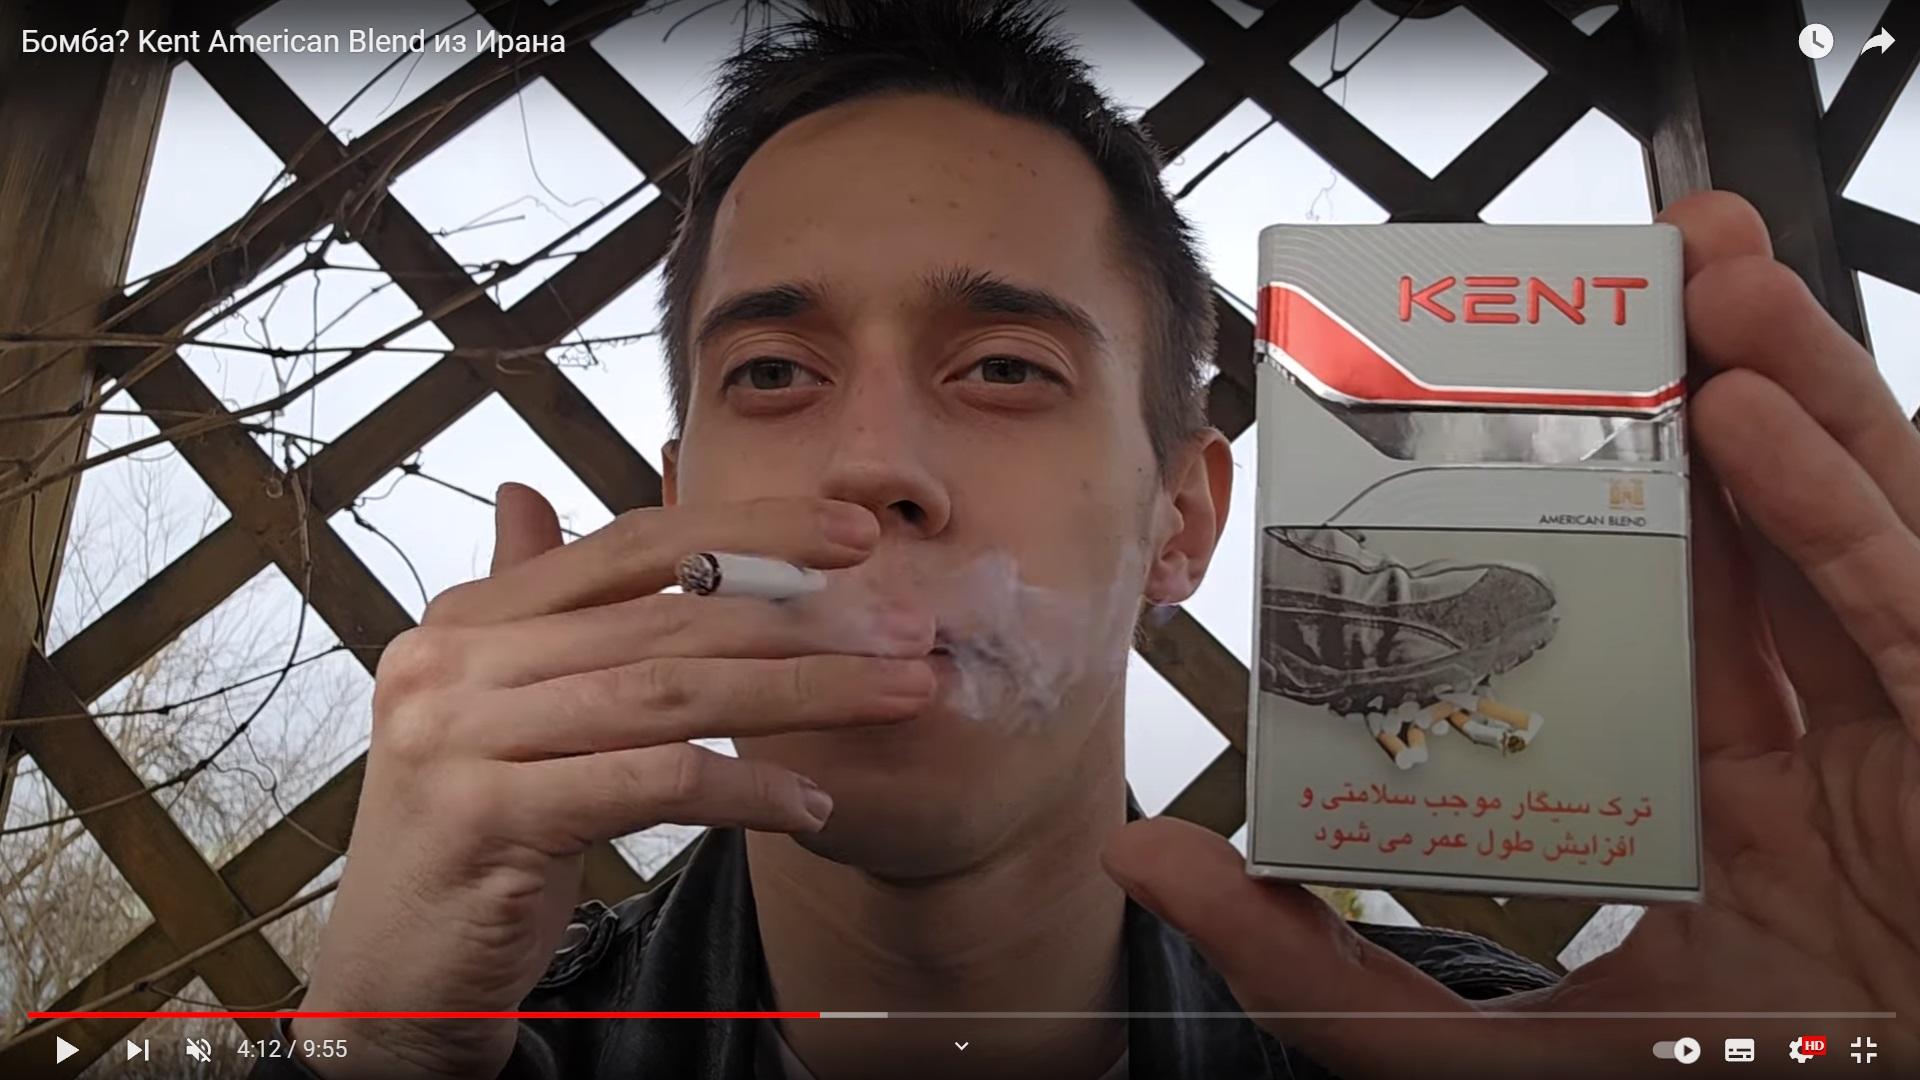 Бомба? Kent American Blend из Ирана
KENT
AMERICAN BLEND
ترک سیگار موجب سلامتی و
افزایش طول عمر می شود
4:12 / 9:55
HD